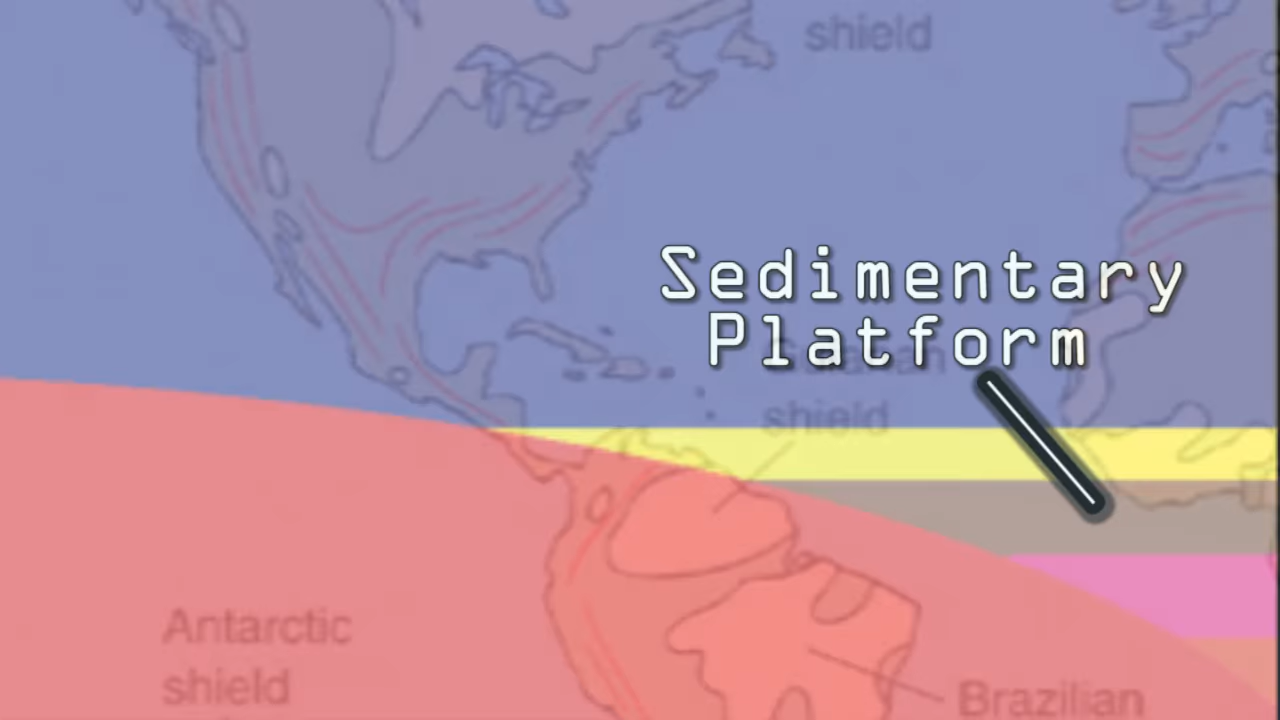 shield
Sedimentary
Platform
shield
Antarctic
shield
Brazilian